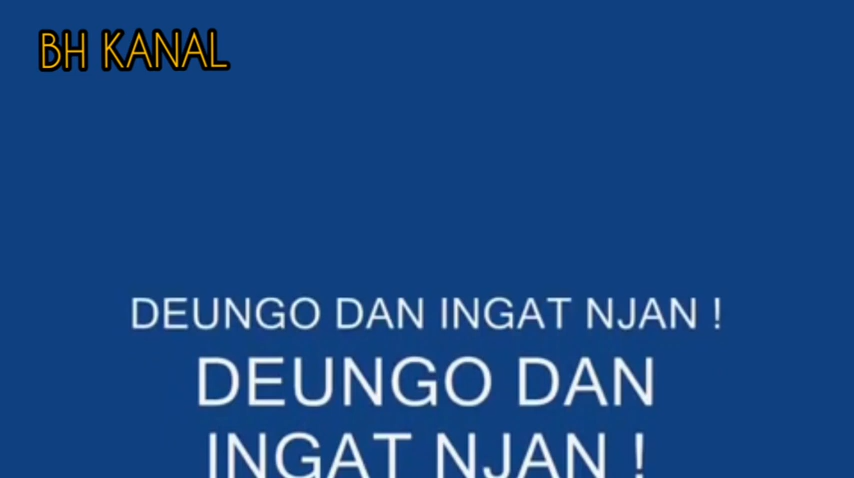 BH KANAL
DEUNGO DAN INGAT NJAN !
DEUNGO DAN
INGAT NJAN !